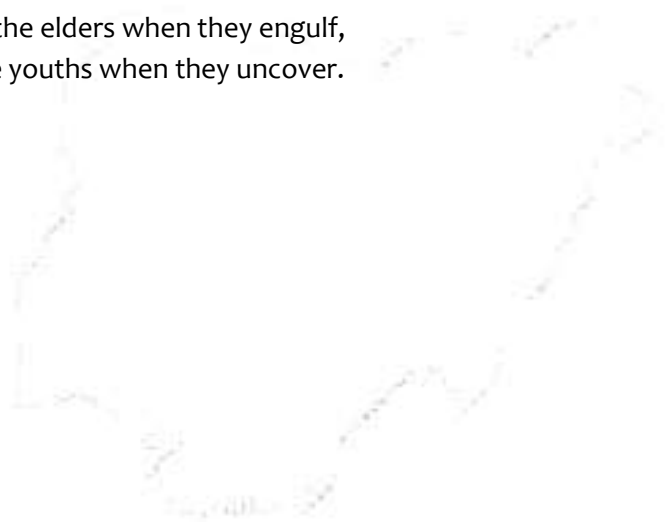 the elders when they engulf,
youths when they uncover.